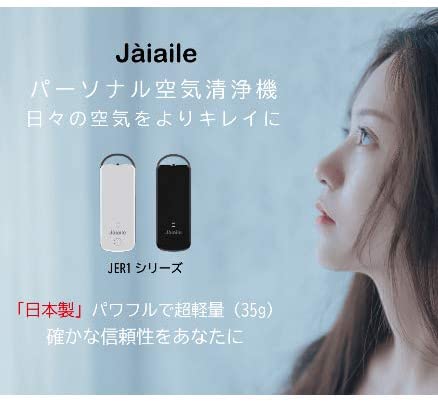 Jàiaile
パーソナル空気清浄機
日々の空気をよりキレイに
Jàiaile
JER1 シリーズ
「日本製」パワフルで超軽量（35g）
確かな信頼性をあなたに